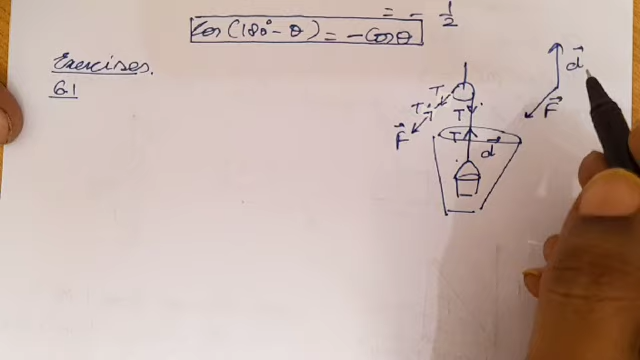 = - 1/2
Cos(180° - θ) = - Cosθ
Exercises.
6.1
T
T
T
F⃗
T
T
d⃗
d⃗
F⃗